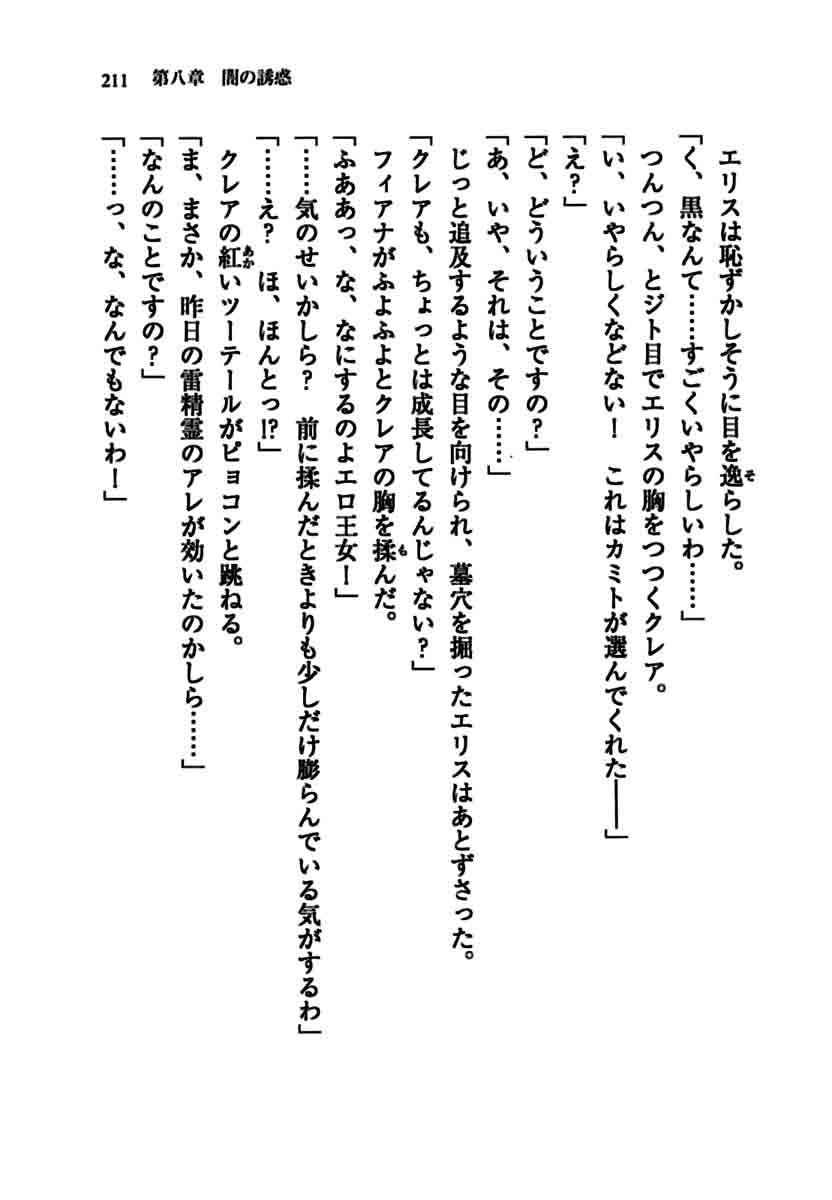 211　第八章　闇の誘惑
　エリスは恥ずかしそうに目を逸らした。
「く、黒なんて……すごくいやらしいわ……」
　つんつん、とジト目でエリスの胸をつつくクレア。
「い、いやらしくなどない！　これはカミトが選んでくれた――」
「え？」
「ど、どういうことですの？」
「あ、いや、それは、その……」
　じっと追及するような目を向けられ、墓穴を掘ったエリスはあとずさった。
「クレアも、ちょっとは成長してるんじゃない？」
　フィアナがふよふよとクレアの胸を揉んだ。
「ふああっ、な、なにするのよエロ王女ー」
「……気のせいかしら？　前に揉んだときよりも少しだけ膨らんでいる気がするわ」
「……え？　ほ、ほんとっ!?」
　クレアの紅いツーテールがピョコンと跳ねる。
「ま、まさか、昨日の雷精霊のアレが効いたのかしら……」
「なんのことですの？」
「……っ、な、なんでもないわ！」